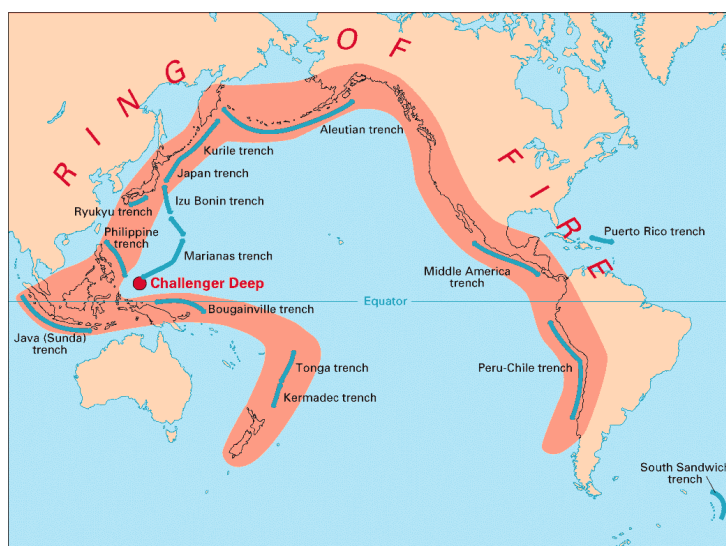 RING OF FIRE
Aleutian trench
Kurile trench
Japan trench
Izu Bonin trench
Ryukyu trench
Philippine
trench
Marianas trench
Challenger Deep
Puerto Rico trench
Middle America
trench
Equator
Bougainville trench
Java (Sunda)
trench
Tonga trench
Kermadec trench
Peru-Chile trench
South Sandwich
trench